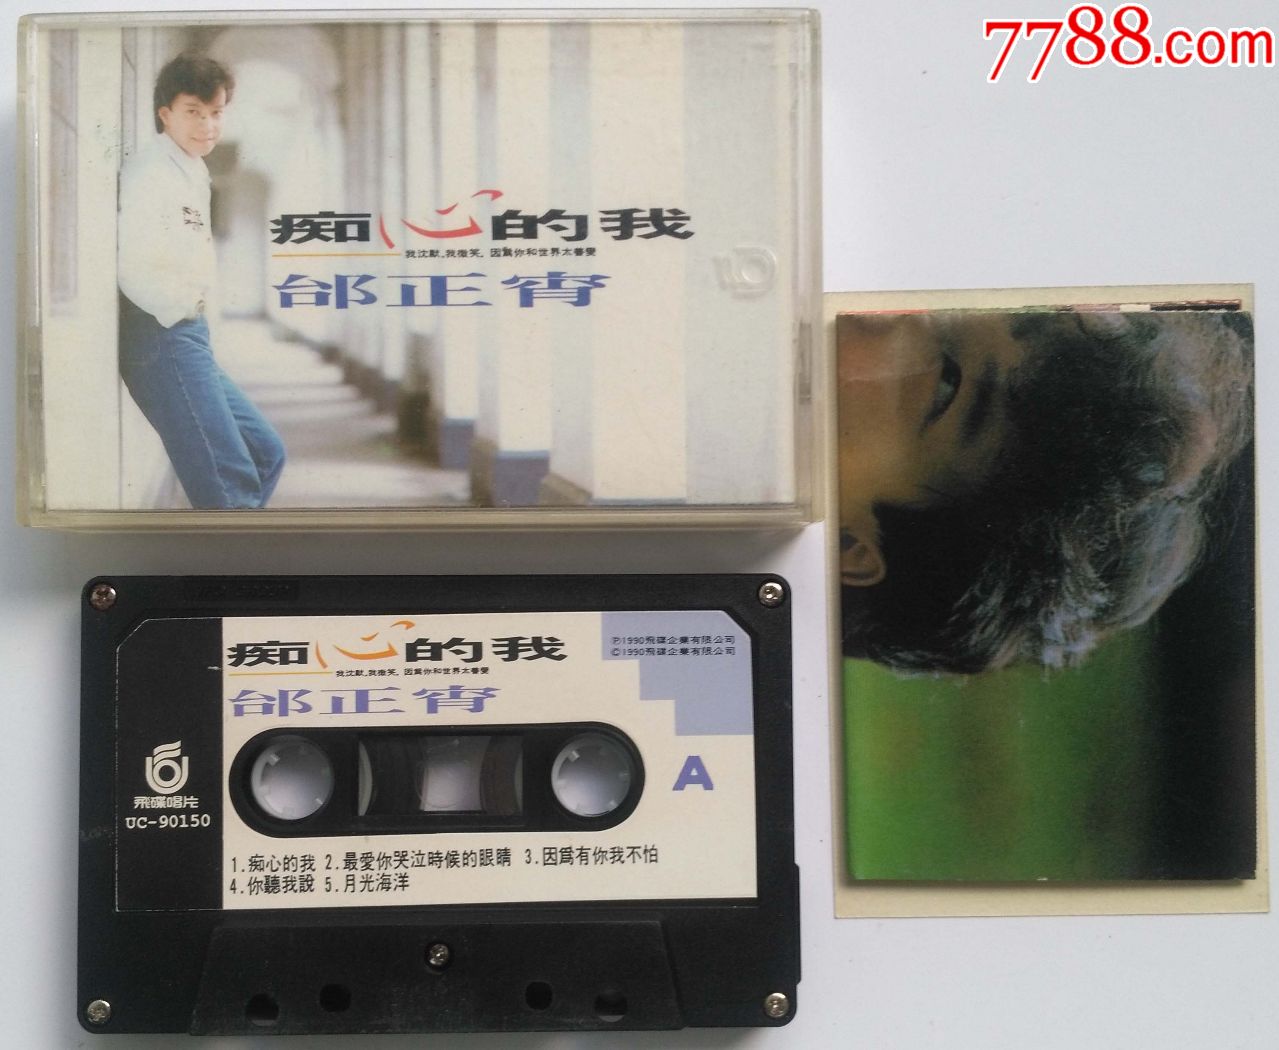 7788.com
痴心的我
我沈默,我微笑,因爲你和世界太善變
邰正宵
痴心的我
我沈默,我微笑,因爲你和世界太善變
邰正宵
℗1990飛碟企業有限公司
©1990飛碟企業有限公司
A
飛碟唱片
UC-90150
1.痴心的我 2.最愛你哭泣時候的眼睛 3.因爲有你我不怕
4.你聽我說 5.月光海洋